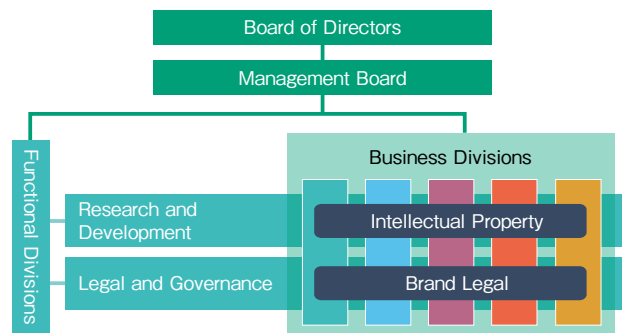 Board of Directors
Management Board
Functional Divisions
Business Divisions
Research and
Development
Intellectual Property
Legal and Governance
Brand Legal